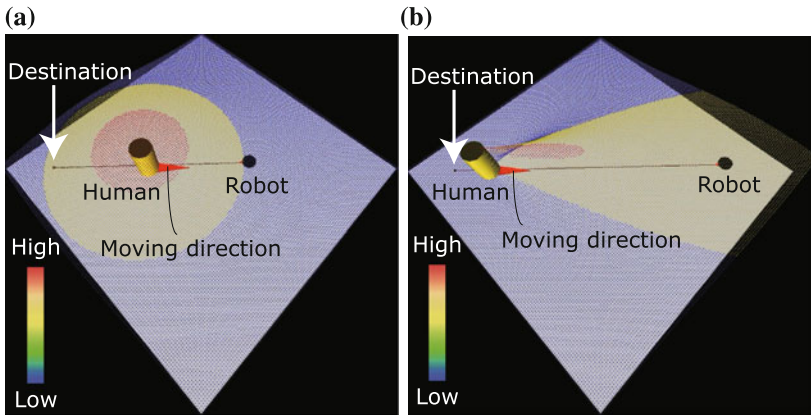 (a)
Destination
Human
Robot
Moving direction
High
Low
(b)
Destination
Human
Robot
Moving direction
High
Low